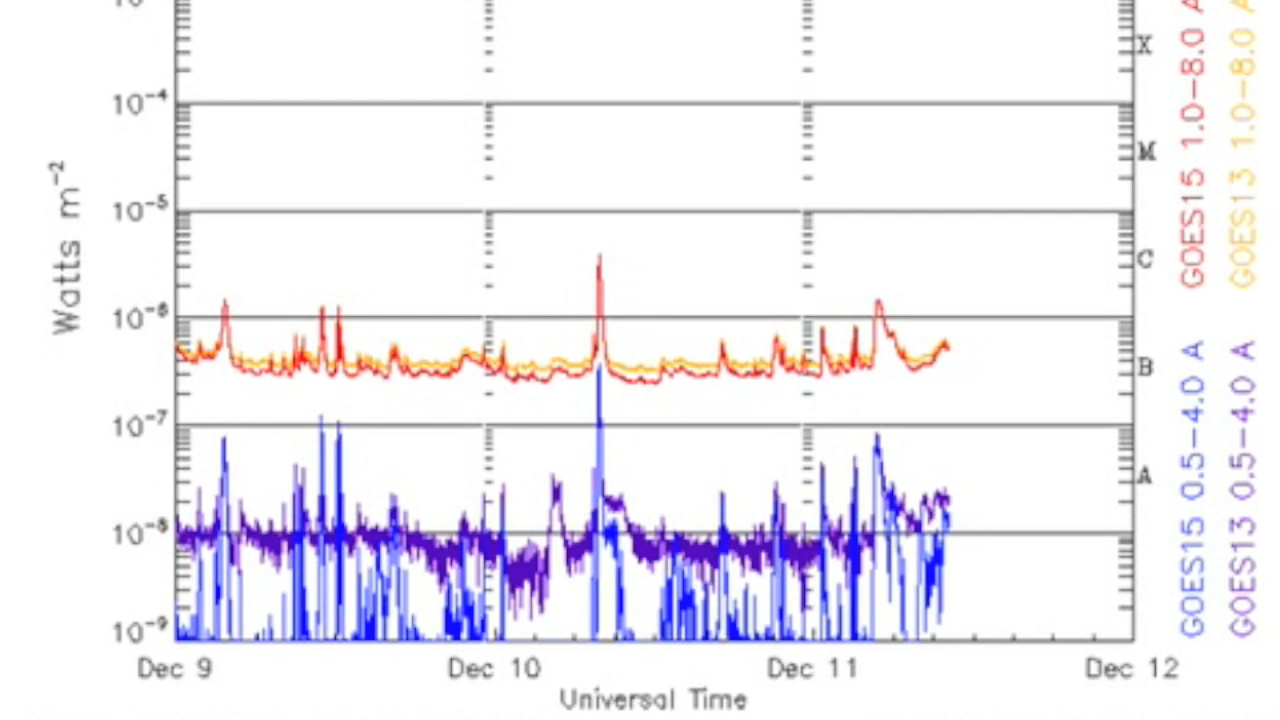 X
10⁻⁴
M
10⁻⁵
C
10⁻⁶
B
10⁻⁷
A
10⁻⁸
10⁻⁹
Watts m⁻²
Dec 9
Dec 10
Dec 11
Dec 12
Universal Time
GOES15 1.0-8.0 A
GOES13 1.0-8.0 A
GOES15 0.5-4.0 A
GOES13 0.5-4.0 A